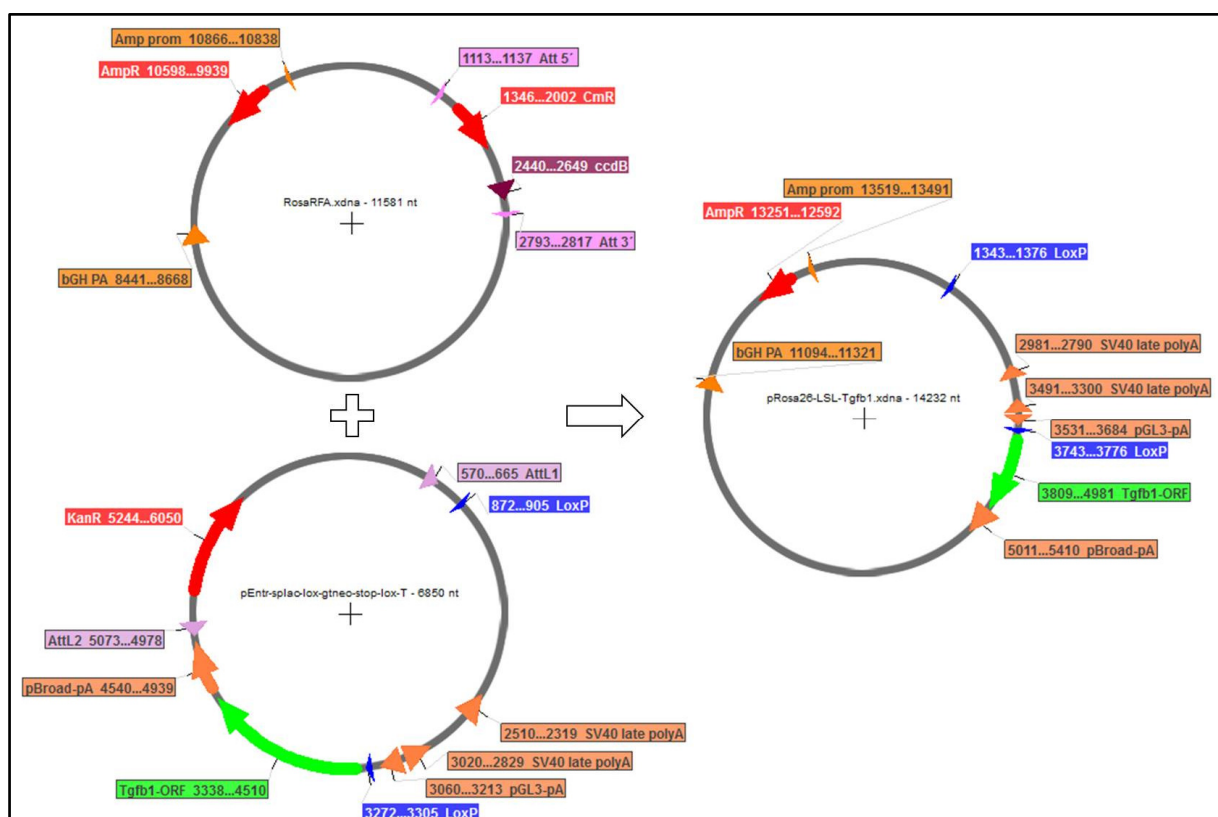 Amp prom  10866...10838
1113...1137  Att 5´
AmpR  10598...9939
1346...2002  CmR
2440...2649  ccdB
RosaRFA.xdna - 11581 nt
2793...2817  Att 3´
bGH PA  8441...8668
Amp prom  13519...13491
AmpR  13251...12592
1343...1376  LoxP
2981...2790  SV40 late polyA
bGH PA  11094...11321
3491...3300  SV40 late polyA
pRosa26-LSL-Tgfb1.xdna - 14232 nt
3531...3684  pGL3-pA
3743...3776  LoxP
3809...4981  Tgfb1-ORF
5011...5410  pBroad-pA
570...665  AttL1
872...905  LoxP
KanR  5244...6050
pEntr-splac-lox-gtneo-stop-lox-T - 6850 nt
AttL2  5073...4978
pBroad-pA  4540...4939
2510...2319  SV40 late polyA
3020...2829  SV40 late polyA
3060...3213  pGL3-pA
Tgfb1-ORF  3338...4510
3272...3305  LoxP